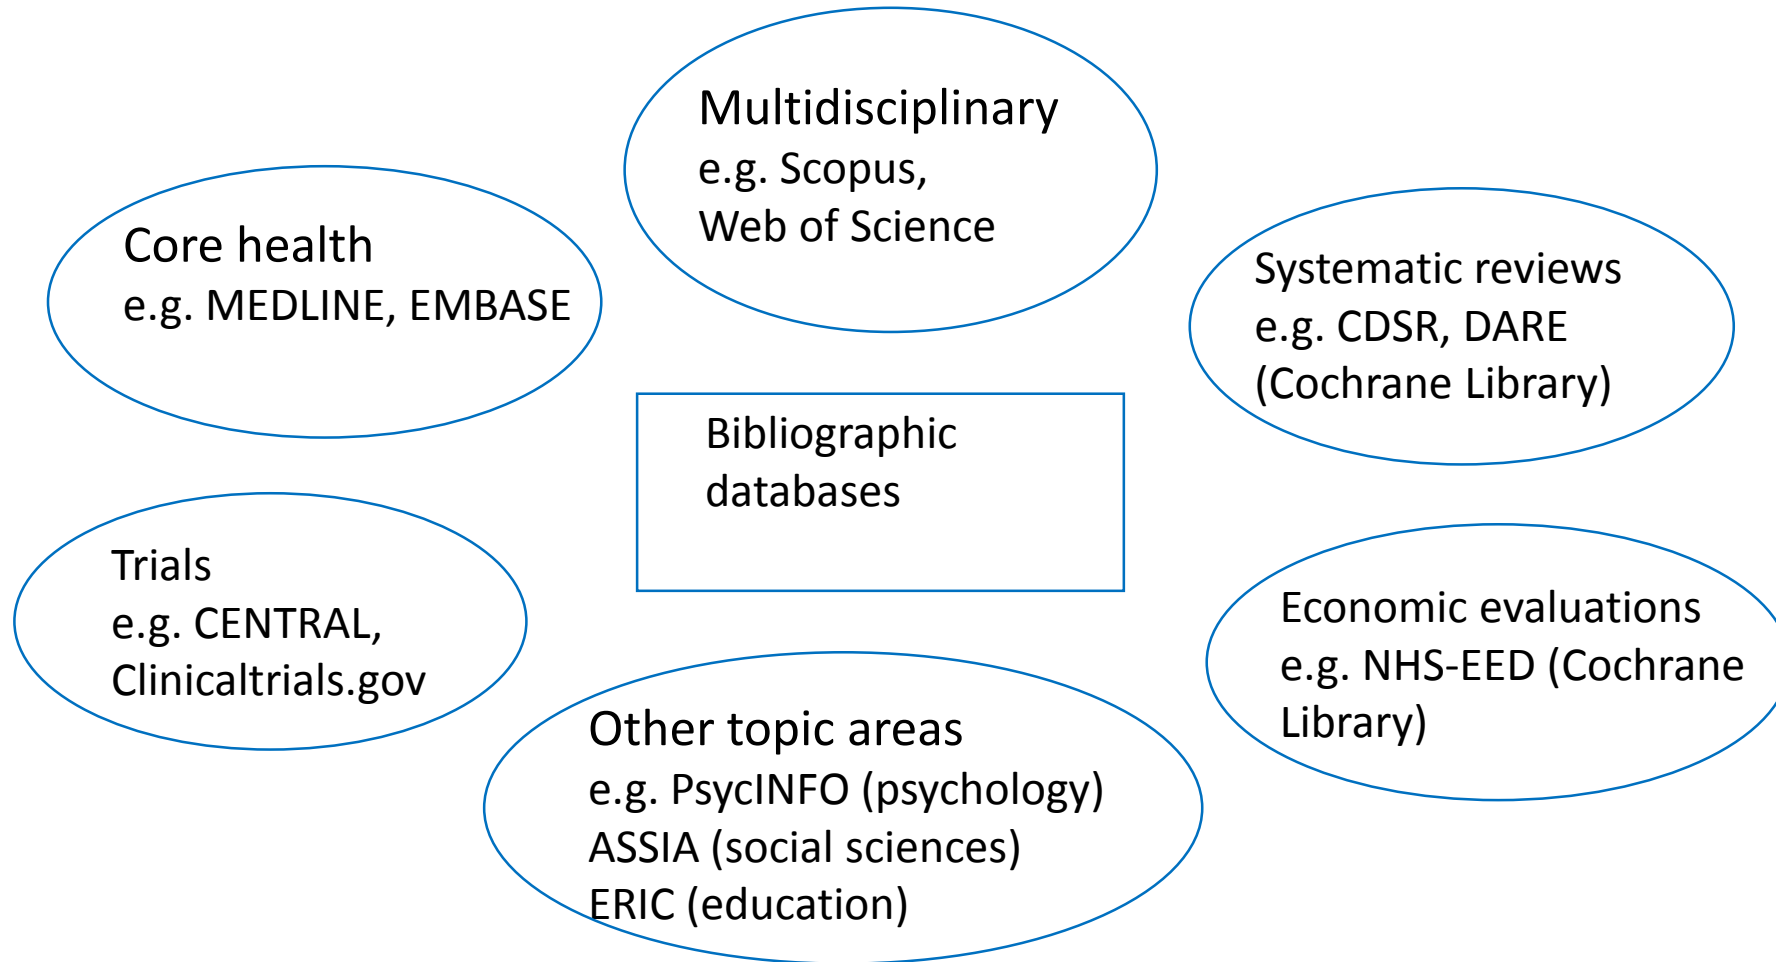 Multidisciplinary
e.g. Scopus,
Web of Science
Core health
e.g. MEDLINE, EMBASE
Systematic reviews
e.g. CDSR, DARE
(Cochrane Library)
Bibliographic
databases
Trials
e.g. CENTRAL,
Clinicaltrials.gov
Economic evaluations
e.g. NHS-EED (Cochrane
Library)
Other topic areas
e.g. PsycINFO (psychology)
ASSIA (social sciences)
ERIC (education)